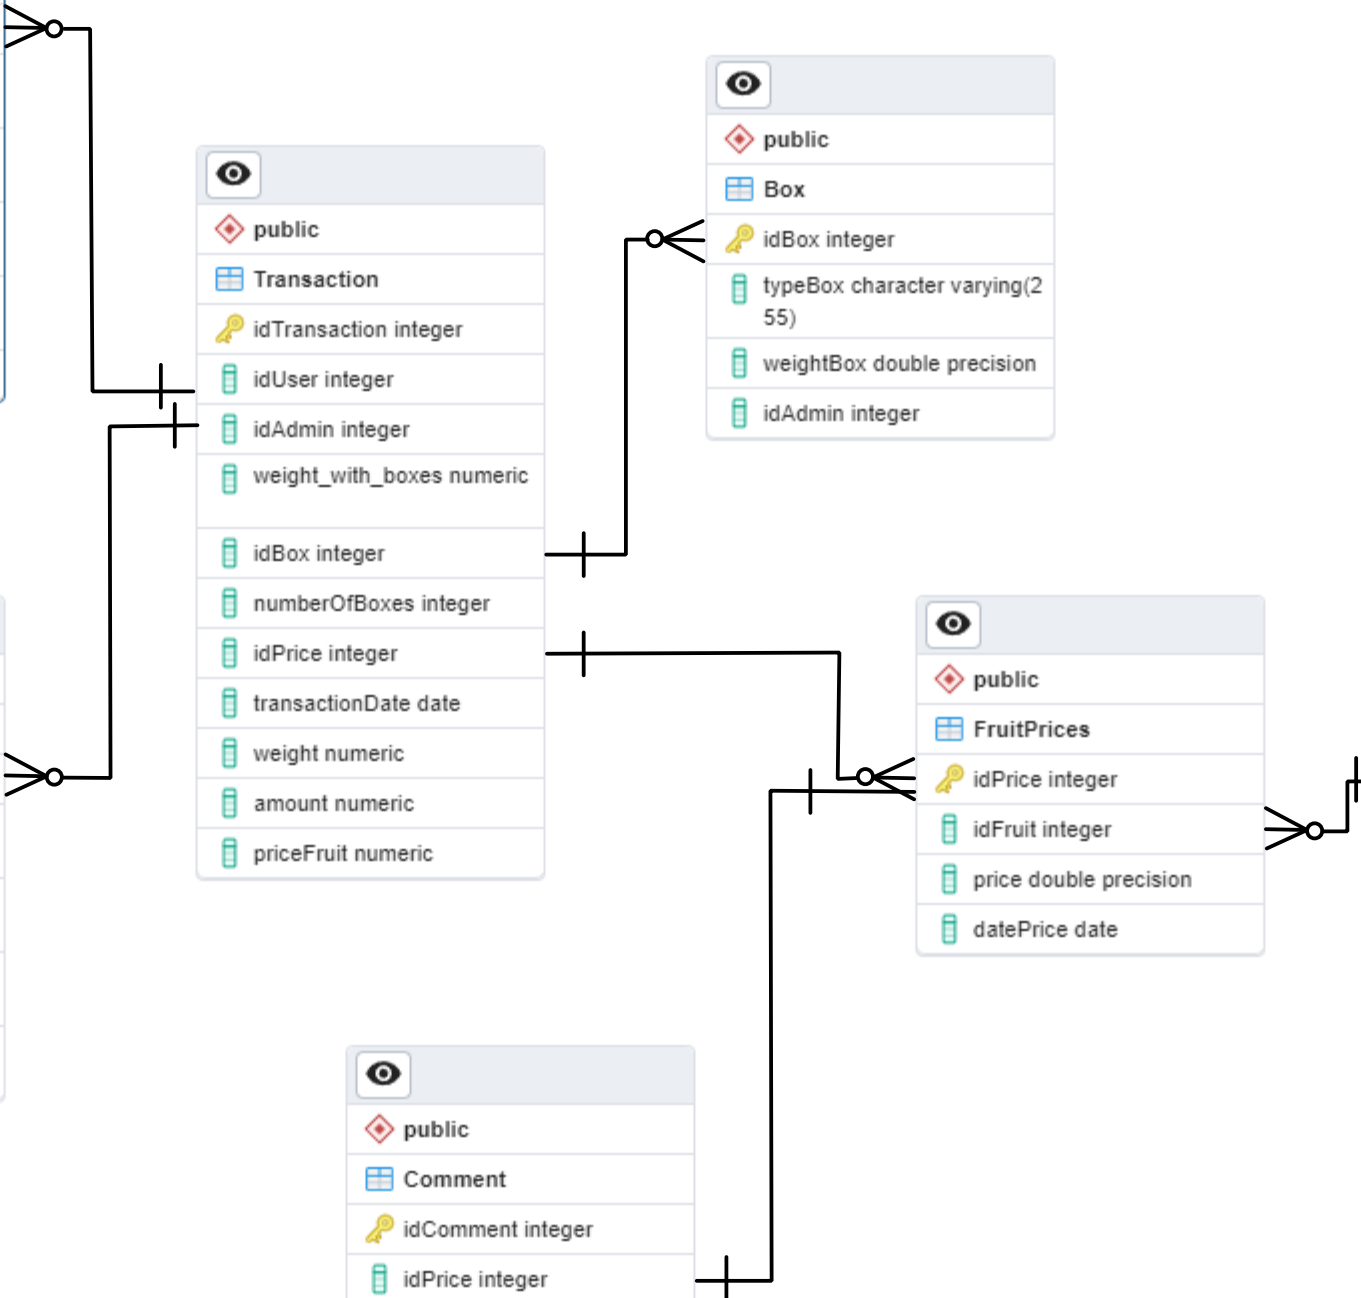 public
Transaction
idTransaction integer
idUser integer
idAdmin integer
weight_with_boxes numeric
idBox integer
numberOfBoxes integer
idPrice integer
transactionDate date
weight numeric
amount numeric
priceFruit numeric
public
Box
idBox integer
typeBox character varying(2
55)
weightBox double precision
idAdmin integer
public
FruitPrices
idPrice integer
idFruit integer
price double precision
datePrice date
public
Comment
idComment integer
idPrice integer